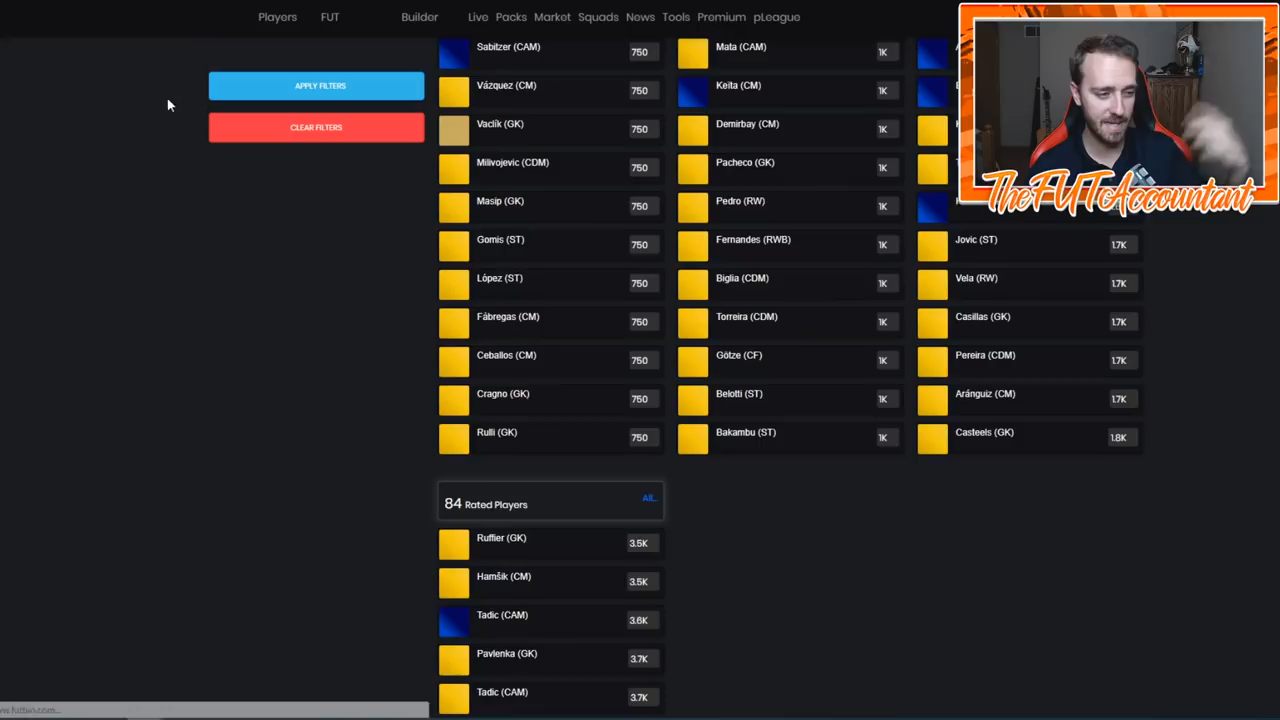 Players
FUT
Builder
Live
Packs
Market
Squads
News
Tools
Premium
pLeague
APPLY FILTERS
CLEAR FILTERS
Sabitzer (CAM) 750
Vázquez (CM) 750
Vaclík (GK) 750
Milivojevic (CDM) 750
Masip (GK) 750
Gomis (ST) 750
López (ST) 750
Fábregas (CM) 750
Ceballos (CM) 750
Cragno (GK) 750
Rulli (GK) 750
Mata (CAM) 1K
Keita (CM) 1K
Demirbay (CM) 1K
Pacheco (GK) 1K
Pedro (RW) 1K
Fernandes (RWB) 1K
Biglia (CDM) 1K
Torreira (CDM) 1K
Götze (CF) 1K
Belotti (ST) 1K
Bakambu (ST) 1K
Jovic (ST) 1.7K
Vela (RW) 1.7K
Casillas (GK) 1.7K
Pereira (CDM) 1.7K
Aránguiz (CM) 1.7K
Casteels (GK) 1.8K
84 Rated Players All..
Ruffier (GK) 3.5K
Hamšik (CM) 3.5K
Tadic (CAM) 3.6K
Pavlenka (GK) 3.7K
Tadic (CAM) 3.7K
TheFUTAccountant